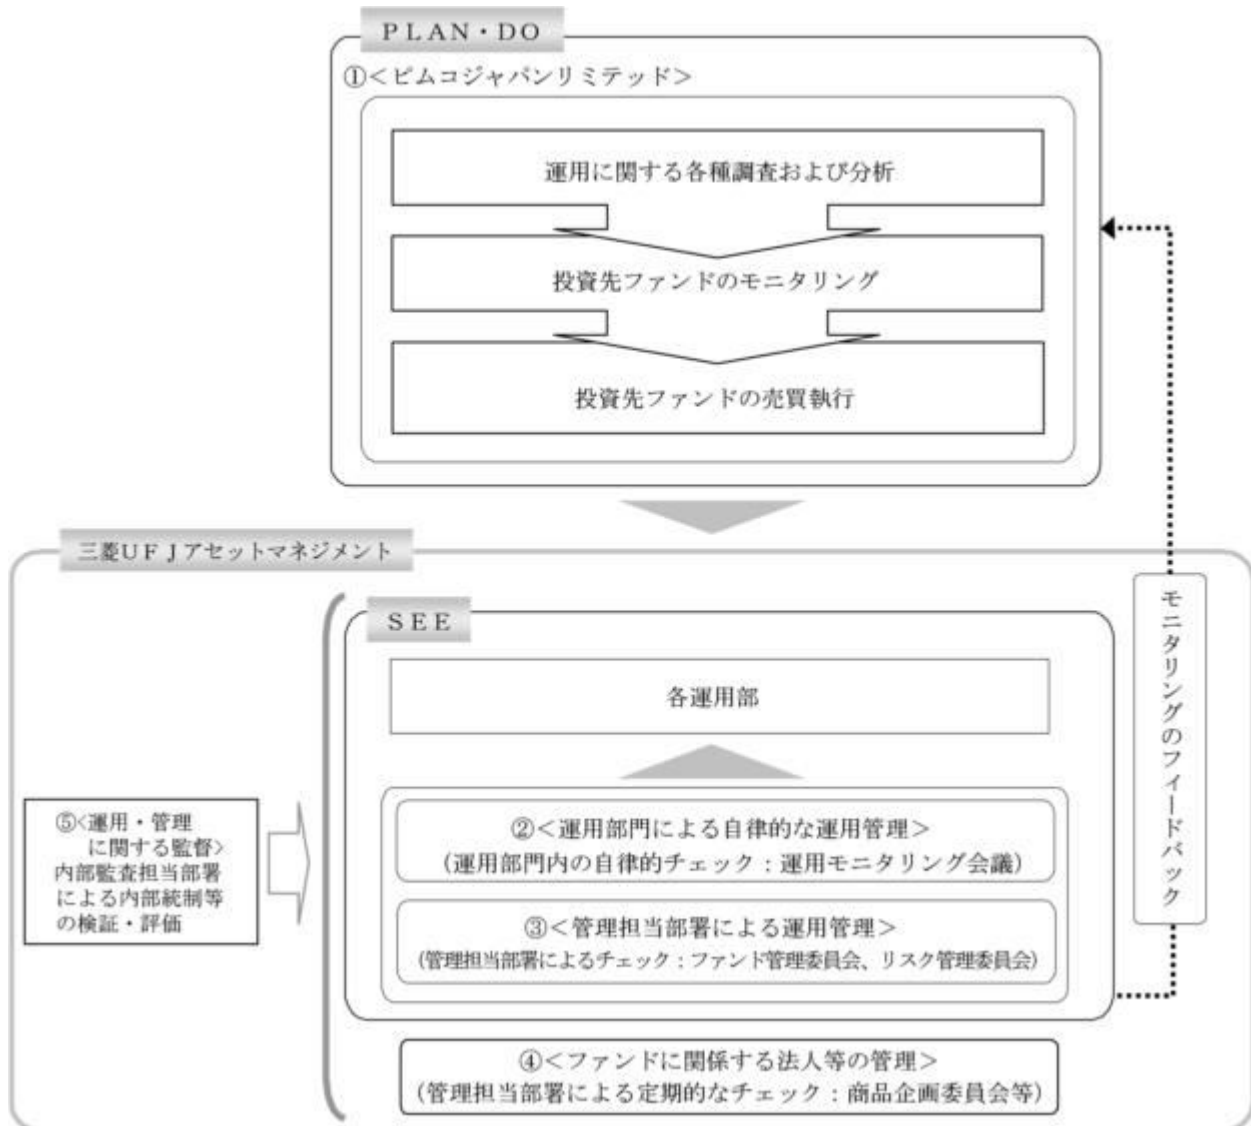 PLAN・DO
①<ピムコジャパンリミテッド>
運用に関する各種調査および分析
投資先ファンドのモニタリング
投資先ファンドの売買執行
三菱UFJアセットマネジメント
SEE
各運用部
②<運用部門による自律的な運用管理>
(運用部門内の自律的チェック:運用モニタリング会議)
③<管理担当部署による運用管理>
(管理担当部署によるチェック:ファンド管理委員会、リスク管理委員会)
④<ファンドに関係する法人等の管理>
(管理担当部署による定期的なチェック:商品企画委員会等)
⑤<運用・管理
に関する監督>
内部監査担当部署
による内部統制等
の検証・評価
モニタリングのフィードバック